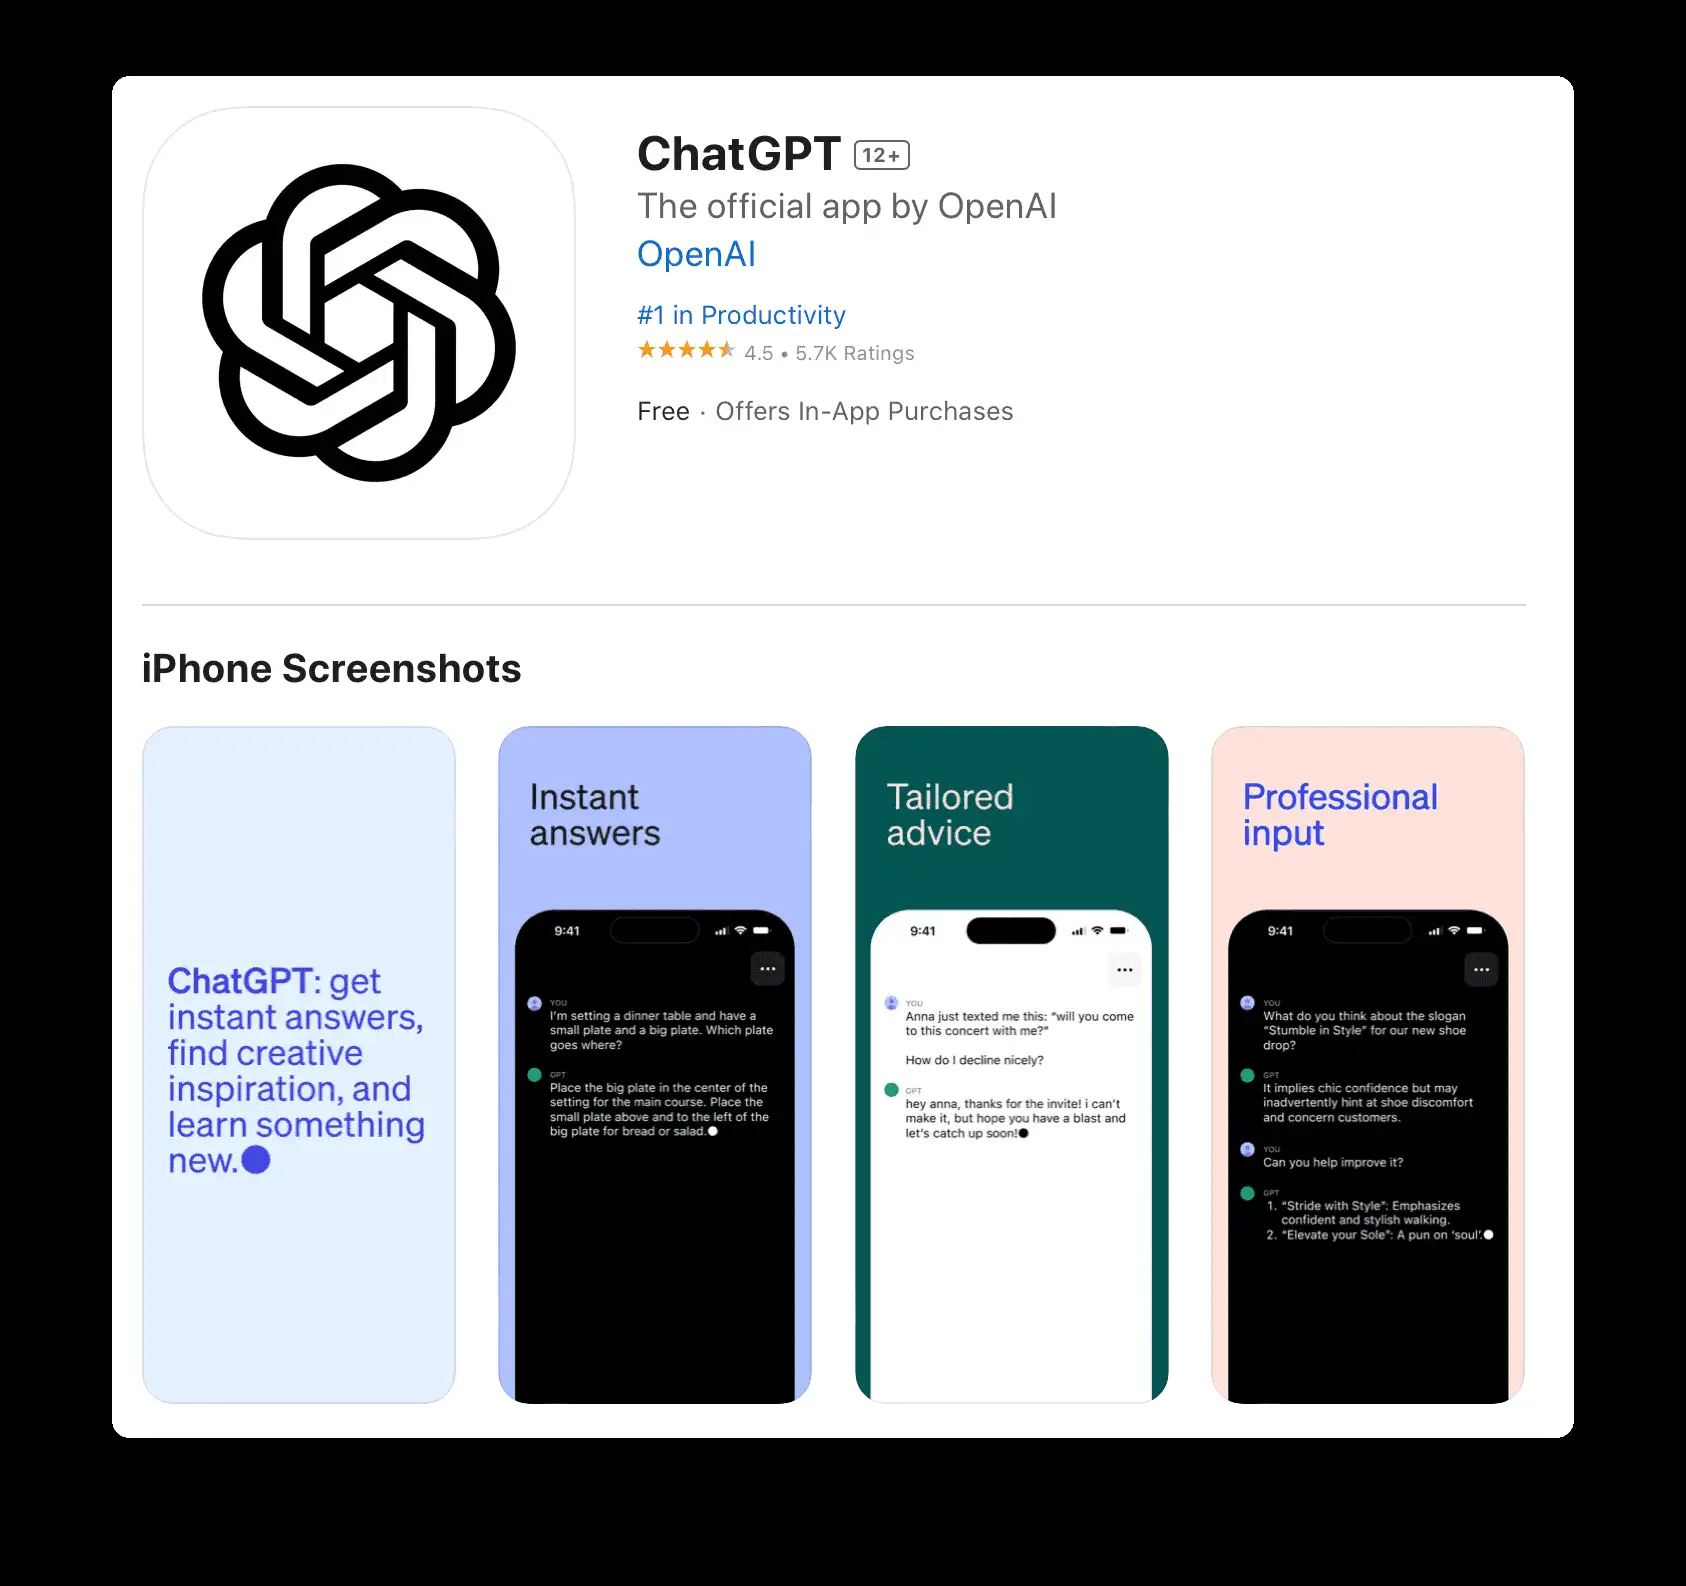 ChatGPT 12+
The official app by OpenAI
OpenAI
#1 in Productivity
★★★★⯨ 4.5 • 5.7K Ratings
Free · Offers In-App Purchases
iPhone Screenshots
ChatGPT: get
instant answers,
find creative
inspiration, and
learn something
new.●
Instant
answers
9:41
YOU
I'm setting a dinner table and have a
small plate and a big plate. Which plate
goes where?
GPT
Place the big plate in the center of the
setting for the main course. Place the
small plate above and to the left of the
big plate for bread or salad.●
Tailored
advice
9:41
YOU
Anna just texted me this: “will you come
to this concert with me?”
How do I decline nicely?
GPT
hey anna, thanks for the invite! i can’t
make it, but hope you have a blast and
let’s catch up soon!●
Professional
input
9:41
YOU
What do you think about the slogan
“Stumble in Style” for our new shoe
drop?
GPT
It implies chic confidence but may
inadvertently hint at shoe discomfort
and concern customers.
YOU
Can you help improve it?
GPT
1. “Stride with Style”: Emphasizes
confident and stylish walking.
2. “Elevate your Sole”: A pun on ‘soul’.●